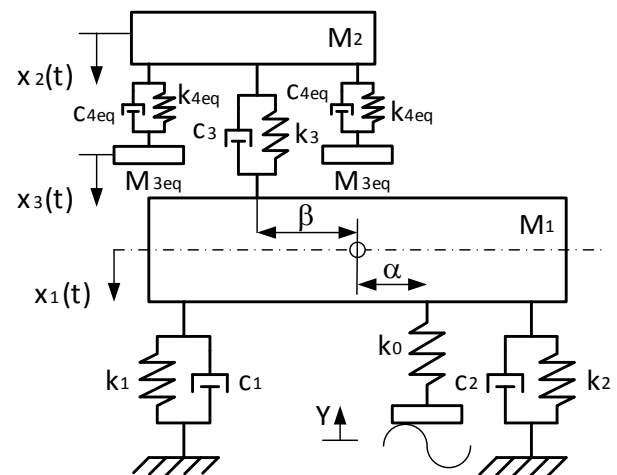 M2
x2(t)
k4eq
c4eq
c4eq
k4eq
c3
k3
M3eq
M3eq
x3(t)
β
M1
α
x1(t)
k0
k1
c1
c2
k2
Y